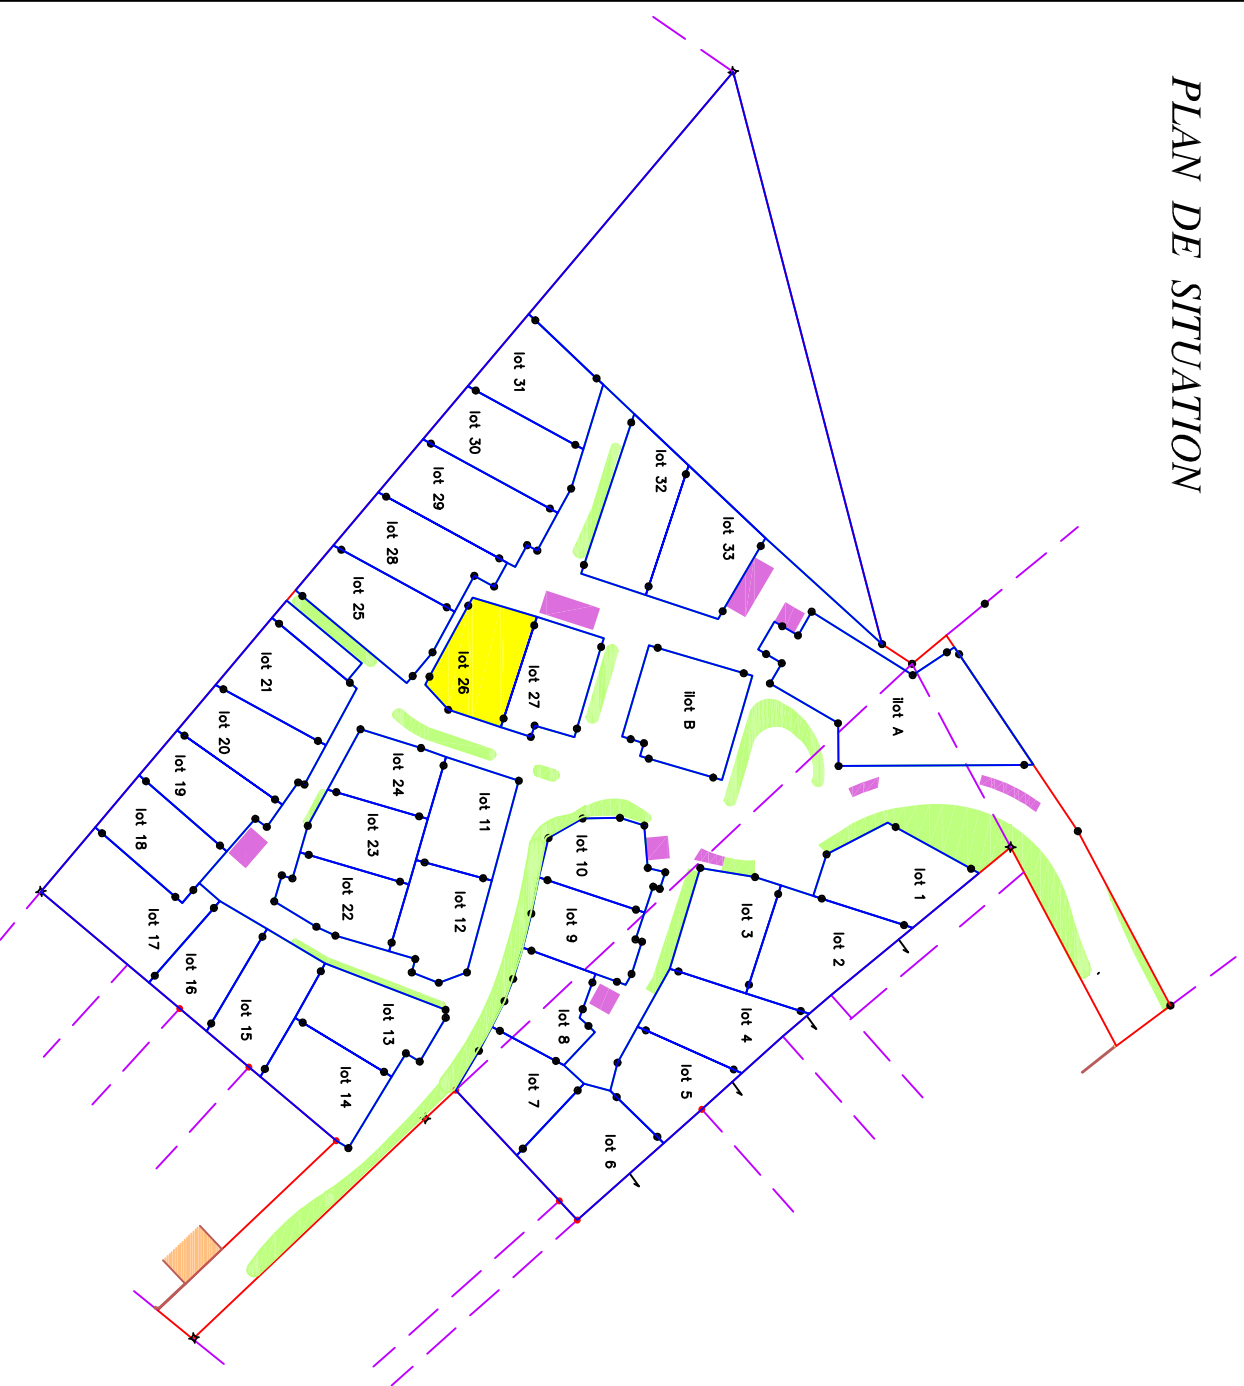 PLAN DE SITUATION
lot 31
lot 30
lot 29
lot 28
lot 25
lot 32
lot 33
lot 26
lot 27
ilot B
ilot A
lot 21
lot 20
lot 19
lot 18
lot 24
lot 23
lot 22
lot 11
lot 12
lot 10
lot 9
lot 8
lot 7
lot 6
lot 5
lot 4
lot 3
lot 2
lot 1
lot 17
lot 16
lot 15
lot 14
lot 13